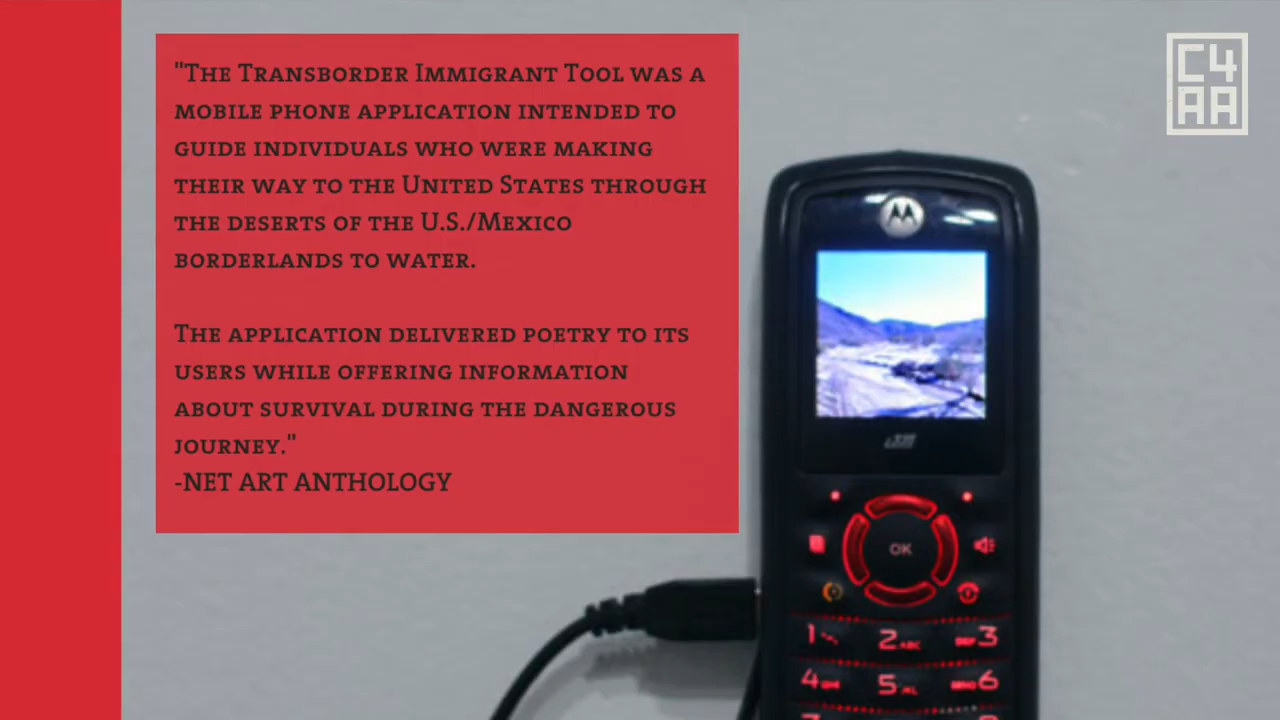 "The Transborder Immigrant Tool was a
mobile phone application intended to
guide individuals who were making
their way to the United States through
the deserts of the U.S./Mexico
borderlands to water.
The application delivered poetry to its
users while offering information
about survival during the dangerous
journey."
-NET ART ANTHOLOGY
C4
AA
OK
1
2 ABC
3
4
5
6